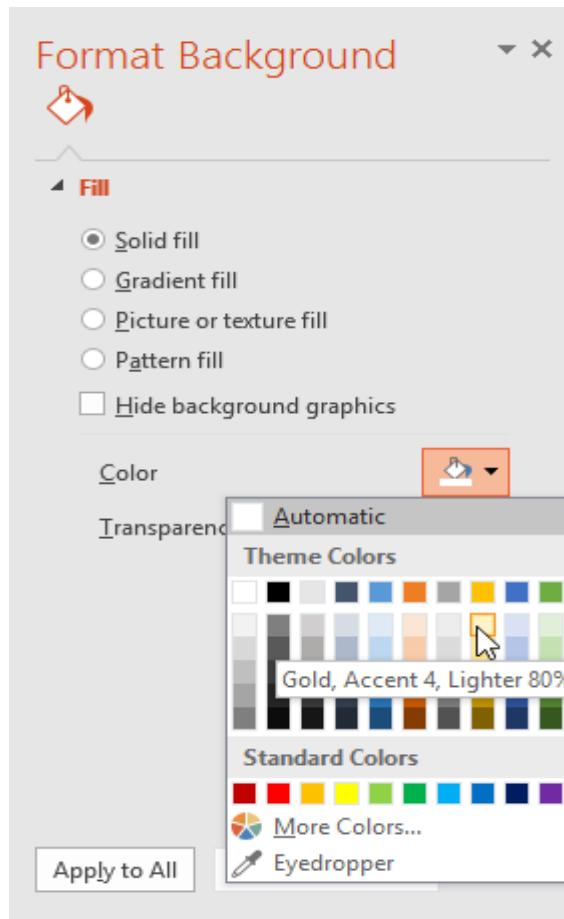 Format Background
Fill
Solid fill
Gradient fill
Picture or texture fill
Pattern fill
Hide background graphics
Color
Transparenc
Automatic
Theme Colors
Gold, Accent 4, Lighter 80%
Standard Colors
More Colors...
Eyedropper
Apply to All